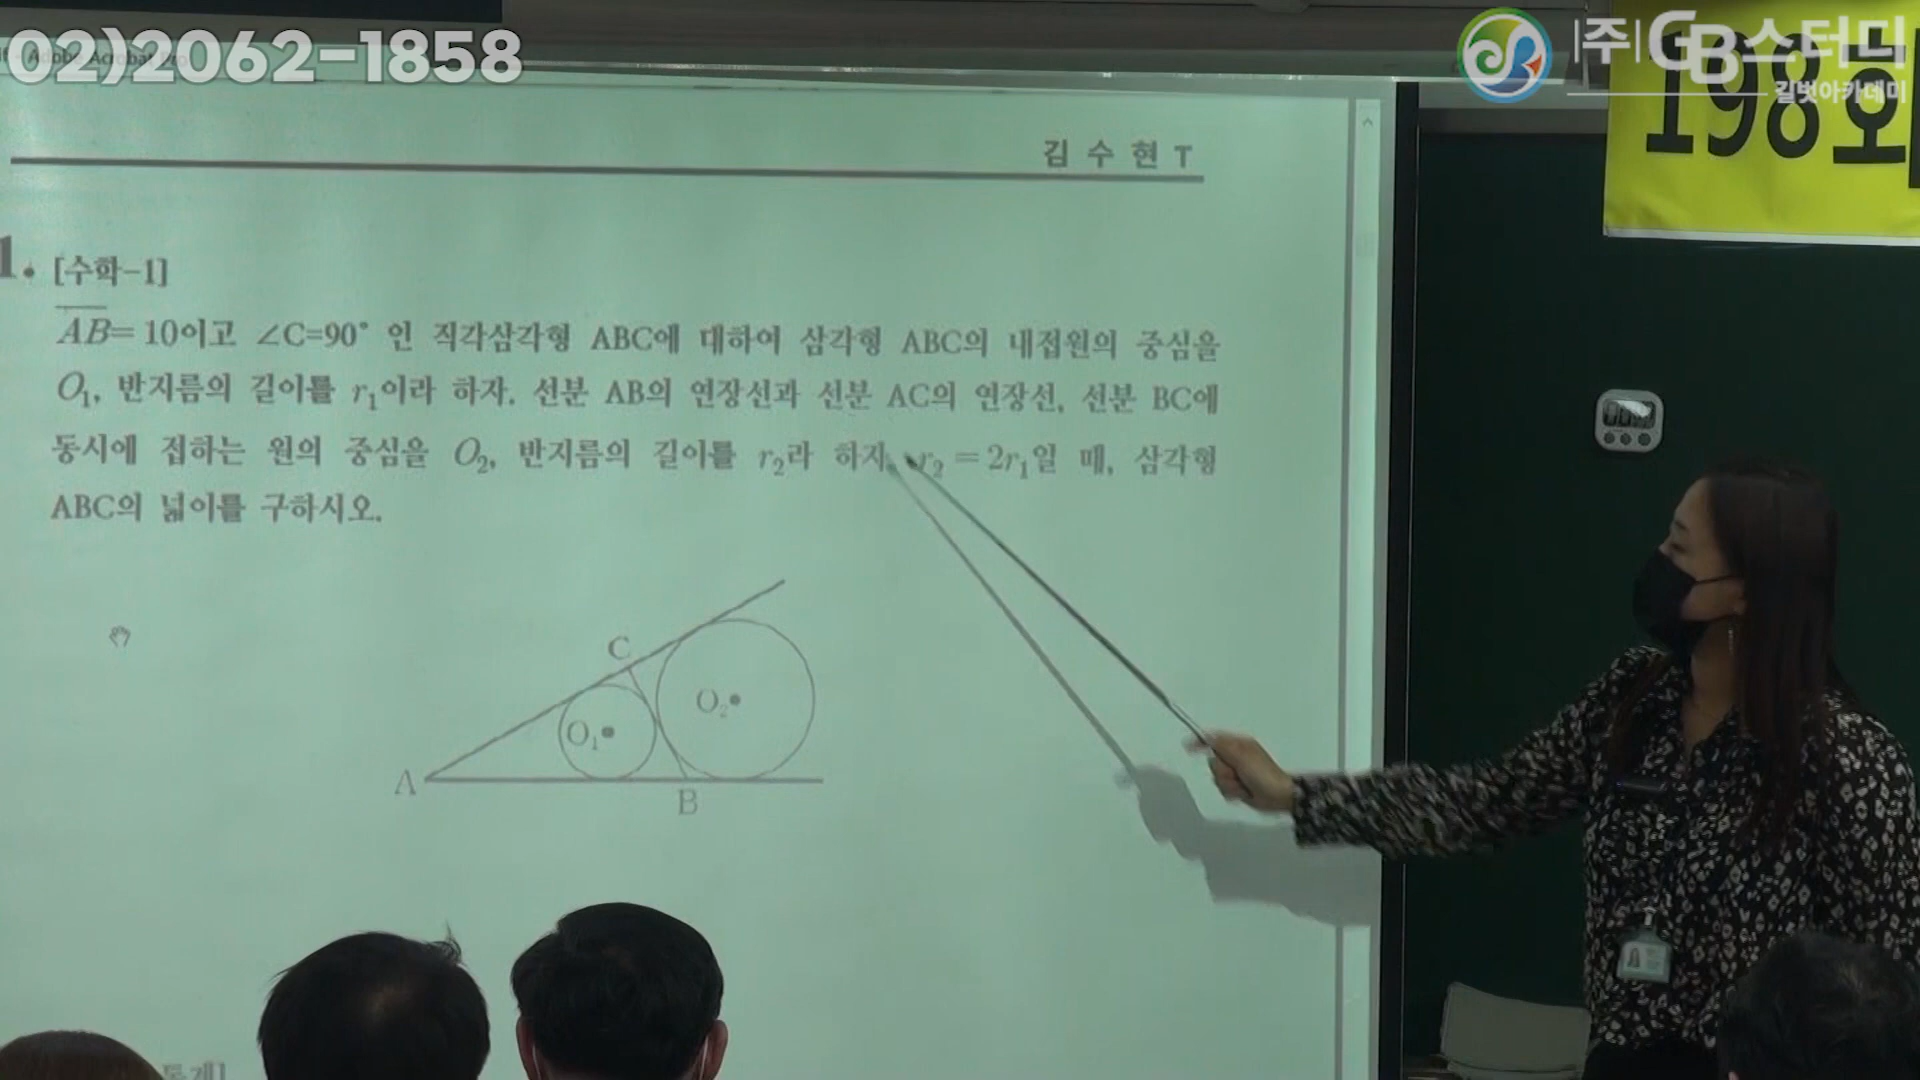 02)2062-1858
(주)GB스터디
길벗아카데미
198회
김 수 현 T
1. [수학-1]
AB= 10이고 ∠C=90° 인 직각삼각형 ABC에 대하여 삼각형 ABC의 내접원의 중심을
O₁, 반지름의 길이를 r₁이라 하자. 선분 AB의 연장선과 선분 AC의 연장선, 선분 BC에
동시에 접하는 원의 중심을 O₂, 반지름의 길이를 r₂라 하자. r₂ = 2r₁일 때, 삼각형
ABC의 넓이를 구하시오.
C
O₂
O₁
A
B